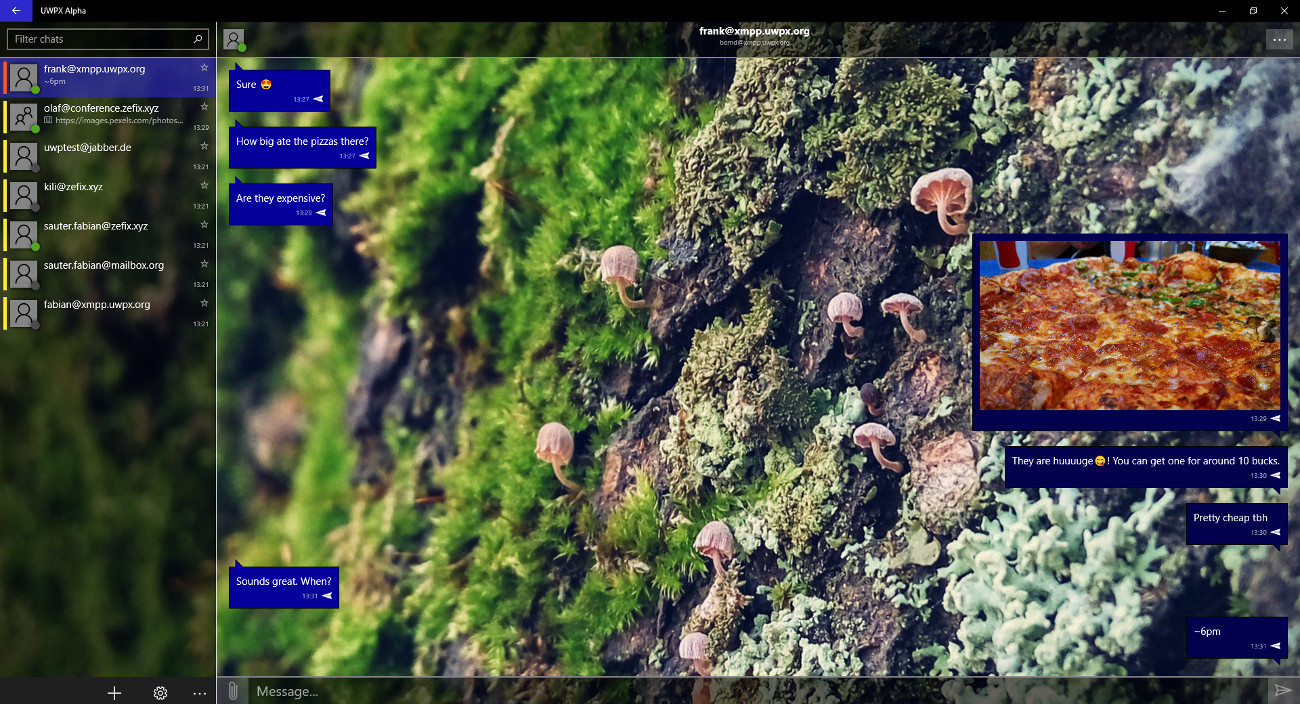 UWPX Alpha
Filter chats
frank@xmpp.uwpx.org
~6pm
13:31
olaf@conference.zefix.xyz
https://images.pexels.com/photos...
13:29
uwptest@jabber.de
13:21
kili@zefix.xyz
13:21
sauter.fabian@zefix.xyz
13:21
sauter.fabian@mailbox.org
13:21
fabian@xmpp.uwpx.org
13:21
frank@xmpp.uwpx.org
bernd@xmpp.uwpx.org
Sure 😍
13:27
How big ate the pizzas there?
13:27
Are they expensive?
13:28
13:29
They are huuuuge😋! You can get one for around 10 bucks.
13:30
Pretty cheap tbh
13:30
Sounds great. When?
13:31
~6pm
13:31
Message...